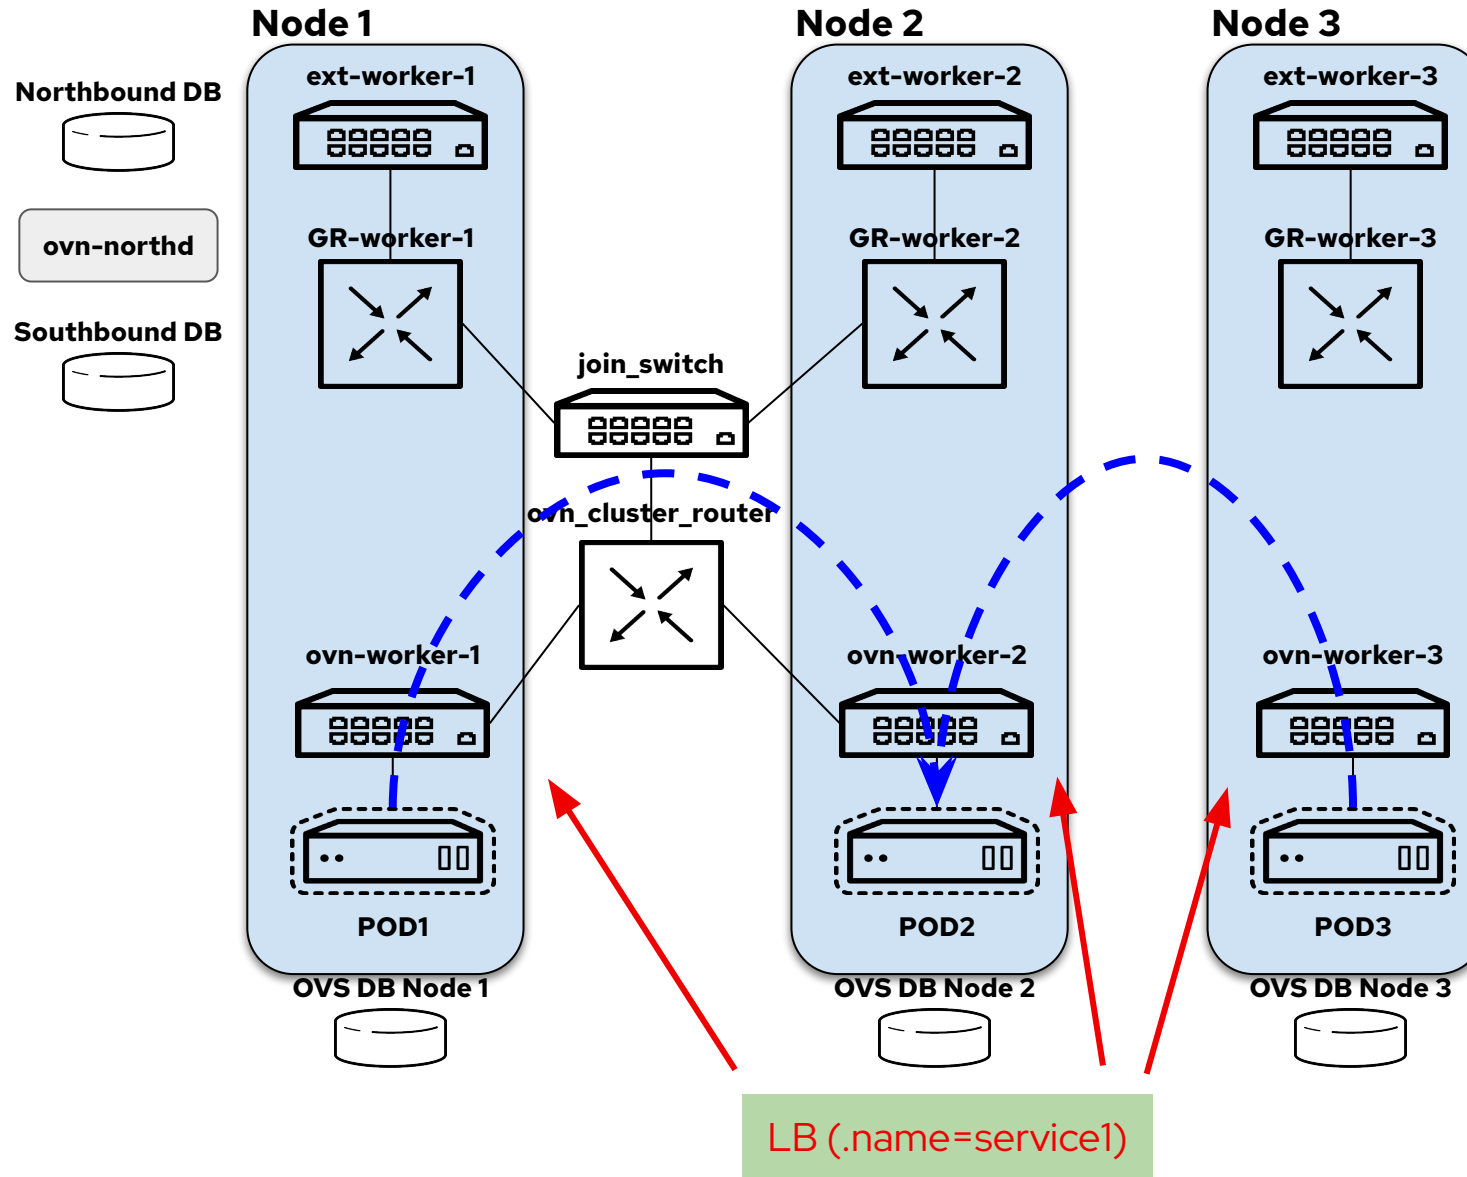 Node 1
Node 2
Node 3
ext-worker-1
ext-worker-2
ext-worker-3
Northbound DB
GR-worker-1
GR-worker-2
GR-worker-3
ovn-northd
Southbound DB
join_switch
ovn_cluster_router
ovn-worker-1
ovn-worker-2
ovn-worker-3
POD1
POD2
POD3
OVS DB Node 1
OVS DB Node 2
OVS DB Node 3
LB (.name=service1)